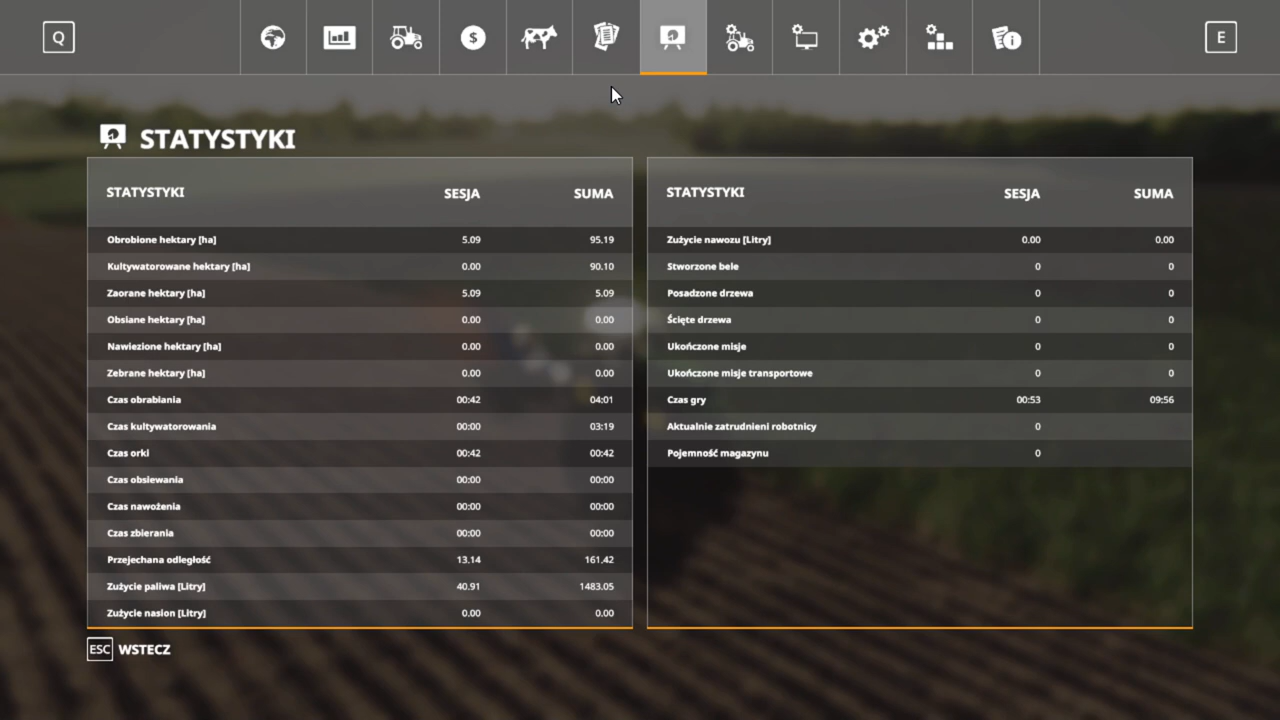 Q
E
STATYSTYKI
STATYSTYKI SESJA SUMA
Obrobione hektary [ha] 5.09 95.19
Kultywatorowane hektary [ha] 0.00 90.10
Zaorane hektary [ha] 5.09 5.09
Obsiane hektary [ha] 0.00 0.00
Nawiezione hektary [ha] 0.00 0.00
Zebrane hektary [ha] 0.00 0.00
Czas obrabiania 00:42 04:01
Czas kultywatorowania 00:00 03:19
Czas orki 00:42 00:42
Czas obsiewania 00:00 00:00
Czas nawożenia 00:00 00:00
Czas zbierania 00:00 00:00
Przejechana odległość 13.14 161.42
Zużycie paliwa [Litry] 40.91 1483.05
Zużycie nasion [Litry] 0.00 0.00
STATYSTYKI SESJA SUMA
Zużycie nawozu [Litry] 0.00 0.00
Stworzone bele 0 0
Posadzone drzewa 0 0
Ścięte drzewa 0 0
Ukończone misje 0 0
Ukończone misje transportowe 0 0
Czas gry 00:53 09:56
Aktualnie zatrudnieni robotnicy 0
Pojemność magazynu 0
ESC WSTECZ